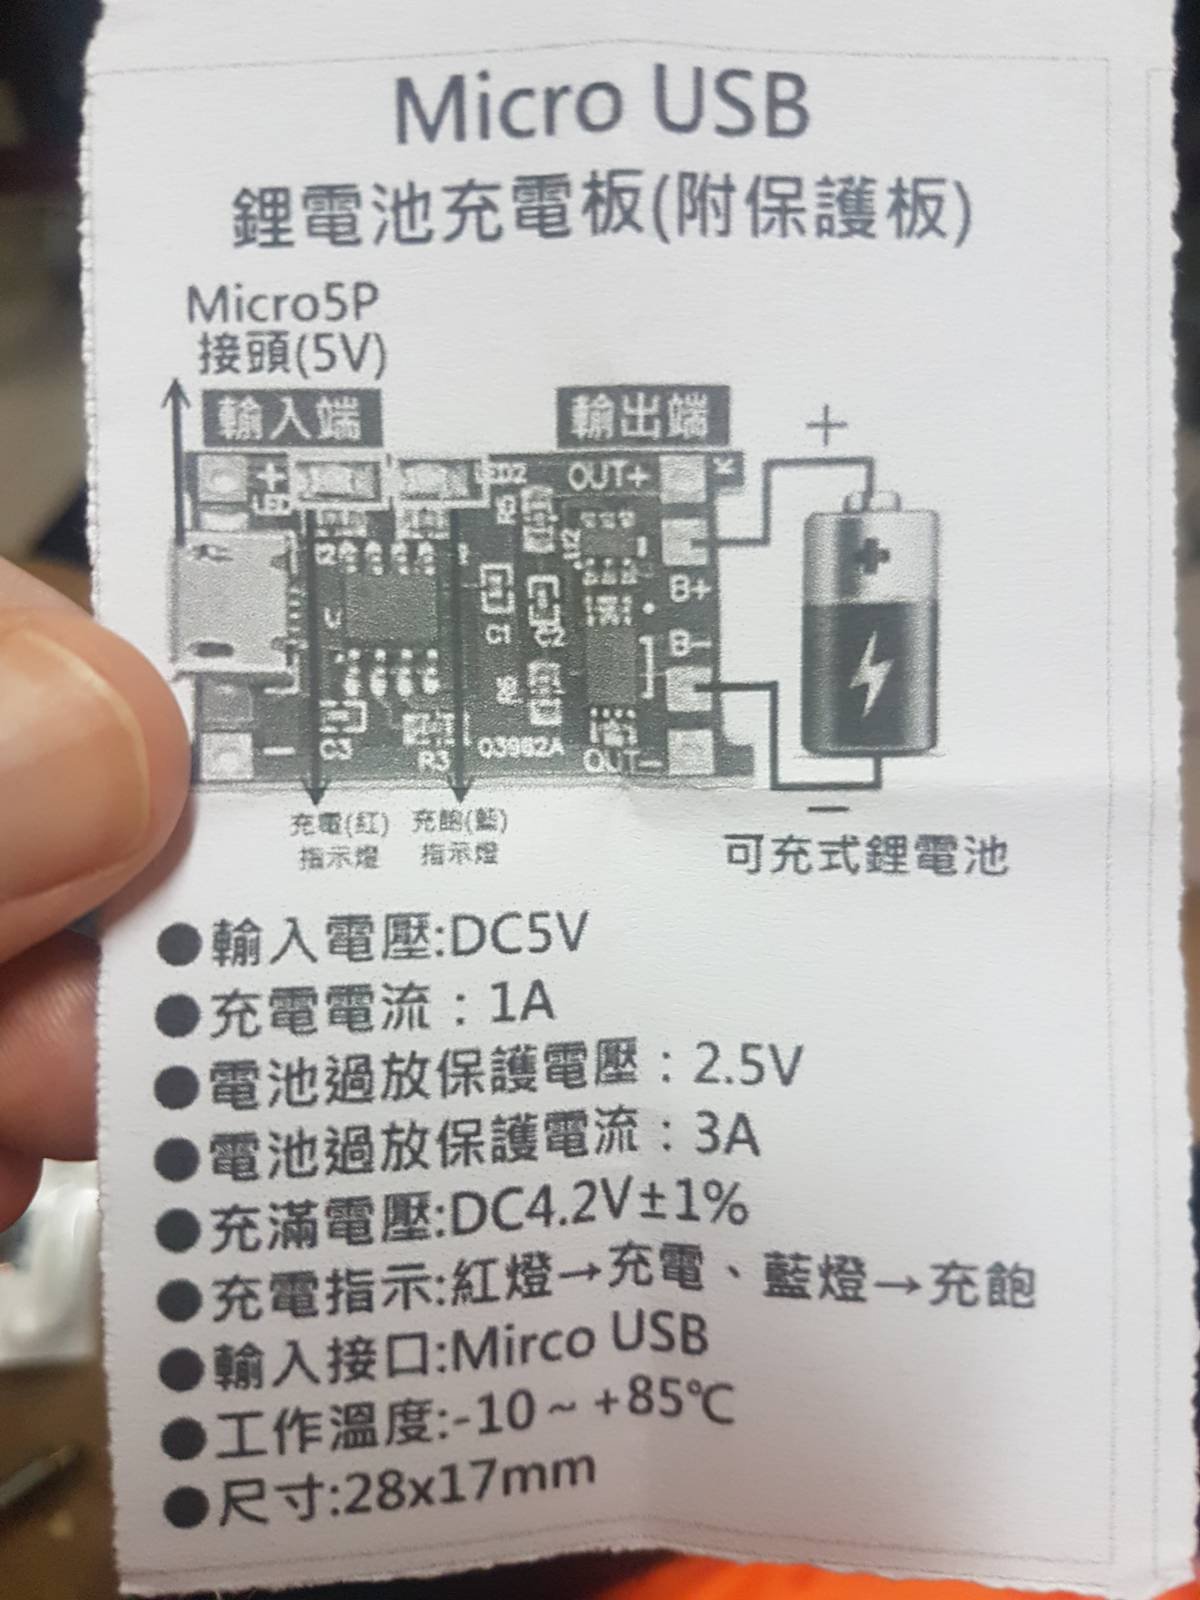 Micro USB
鋰電池充電板(附保護板)
Micro5P
接頭(5V)
輸入端
輸出端
+
LED
LED2
OUT+
R5
+
B+
B-
C1
C2
C3
R3
03962A
OUT-
−
−
充電(紅)
指示燈
充飽(藍)
指示燈
可充式鋰電池
●輸入電壓:DC5V
●充電電流：1A
●電池過放保護電壓：2.5V
●電池過放保護電流：3A
●充滿電壓:DC4.2V±1%
●充電指示:紅燈→充電、藍燈→充飽
●輸入接口:Mirco USB
●工作溫度:-10～+85℃
●尺寸:28x17mm